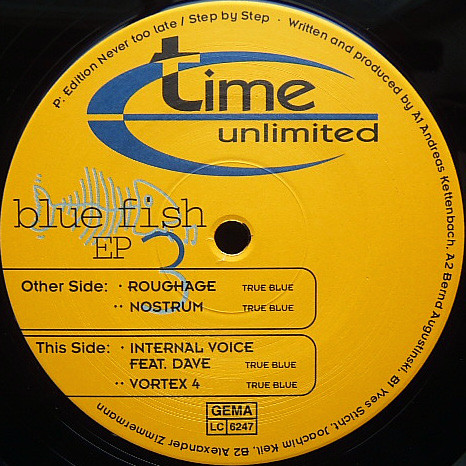 P: Edition Never too late / Step by Step · Written and produced by A1 Andreas Kettenbach, A2 Bernd Augustinski, B1 Yves Sticht, Joachim Keil, B2 Alexander Zimmermann
time
unlimited
blue fish
EP 3
Other Side: · ROUGHAGE TRUE BLUE
·· NOSTRUM TRUE BLUE
This Side: · INTERNAL VOICE
FEAT. DAVE TRUE BLUE
·· VORTEX 4 TRUE BLUE
GEMA
LC 6247